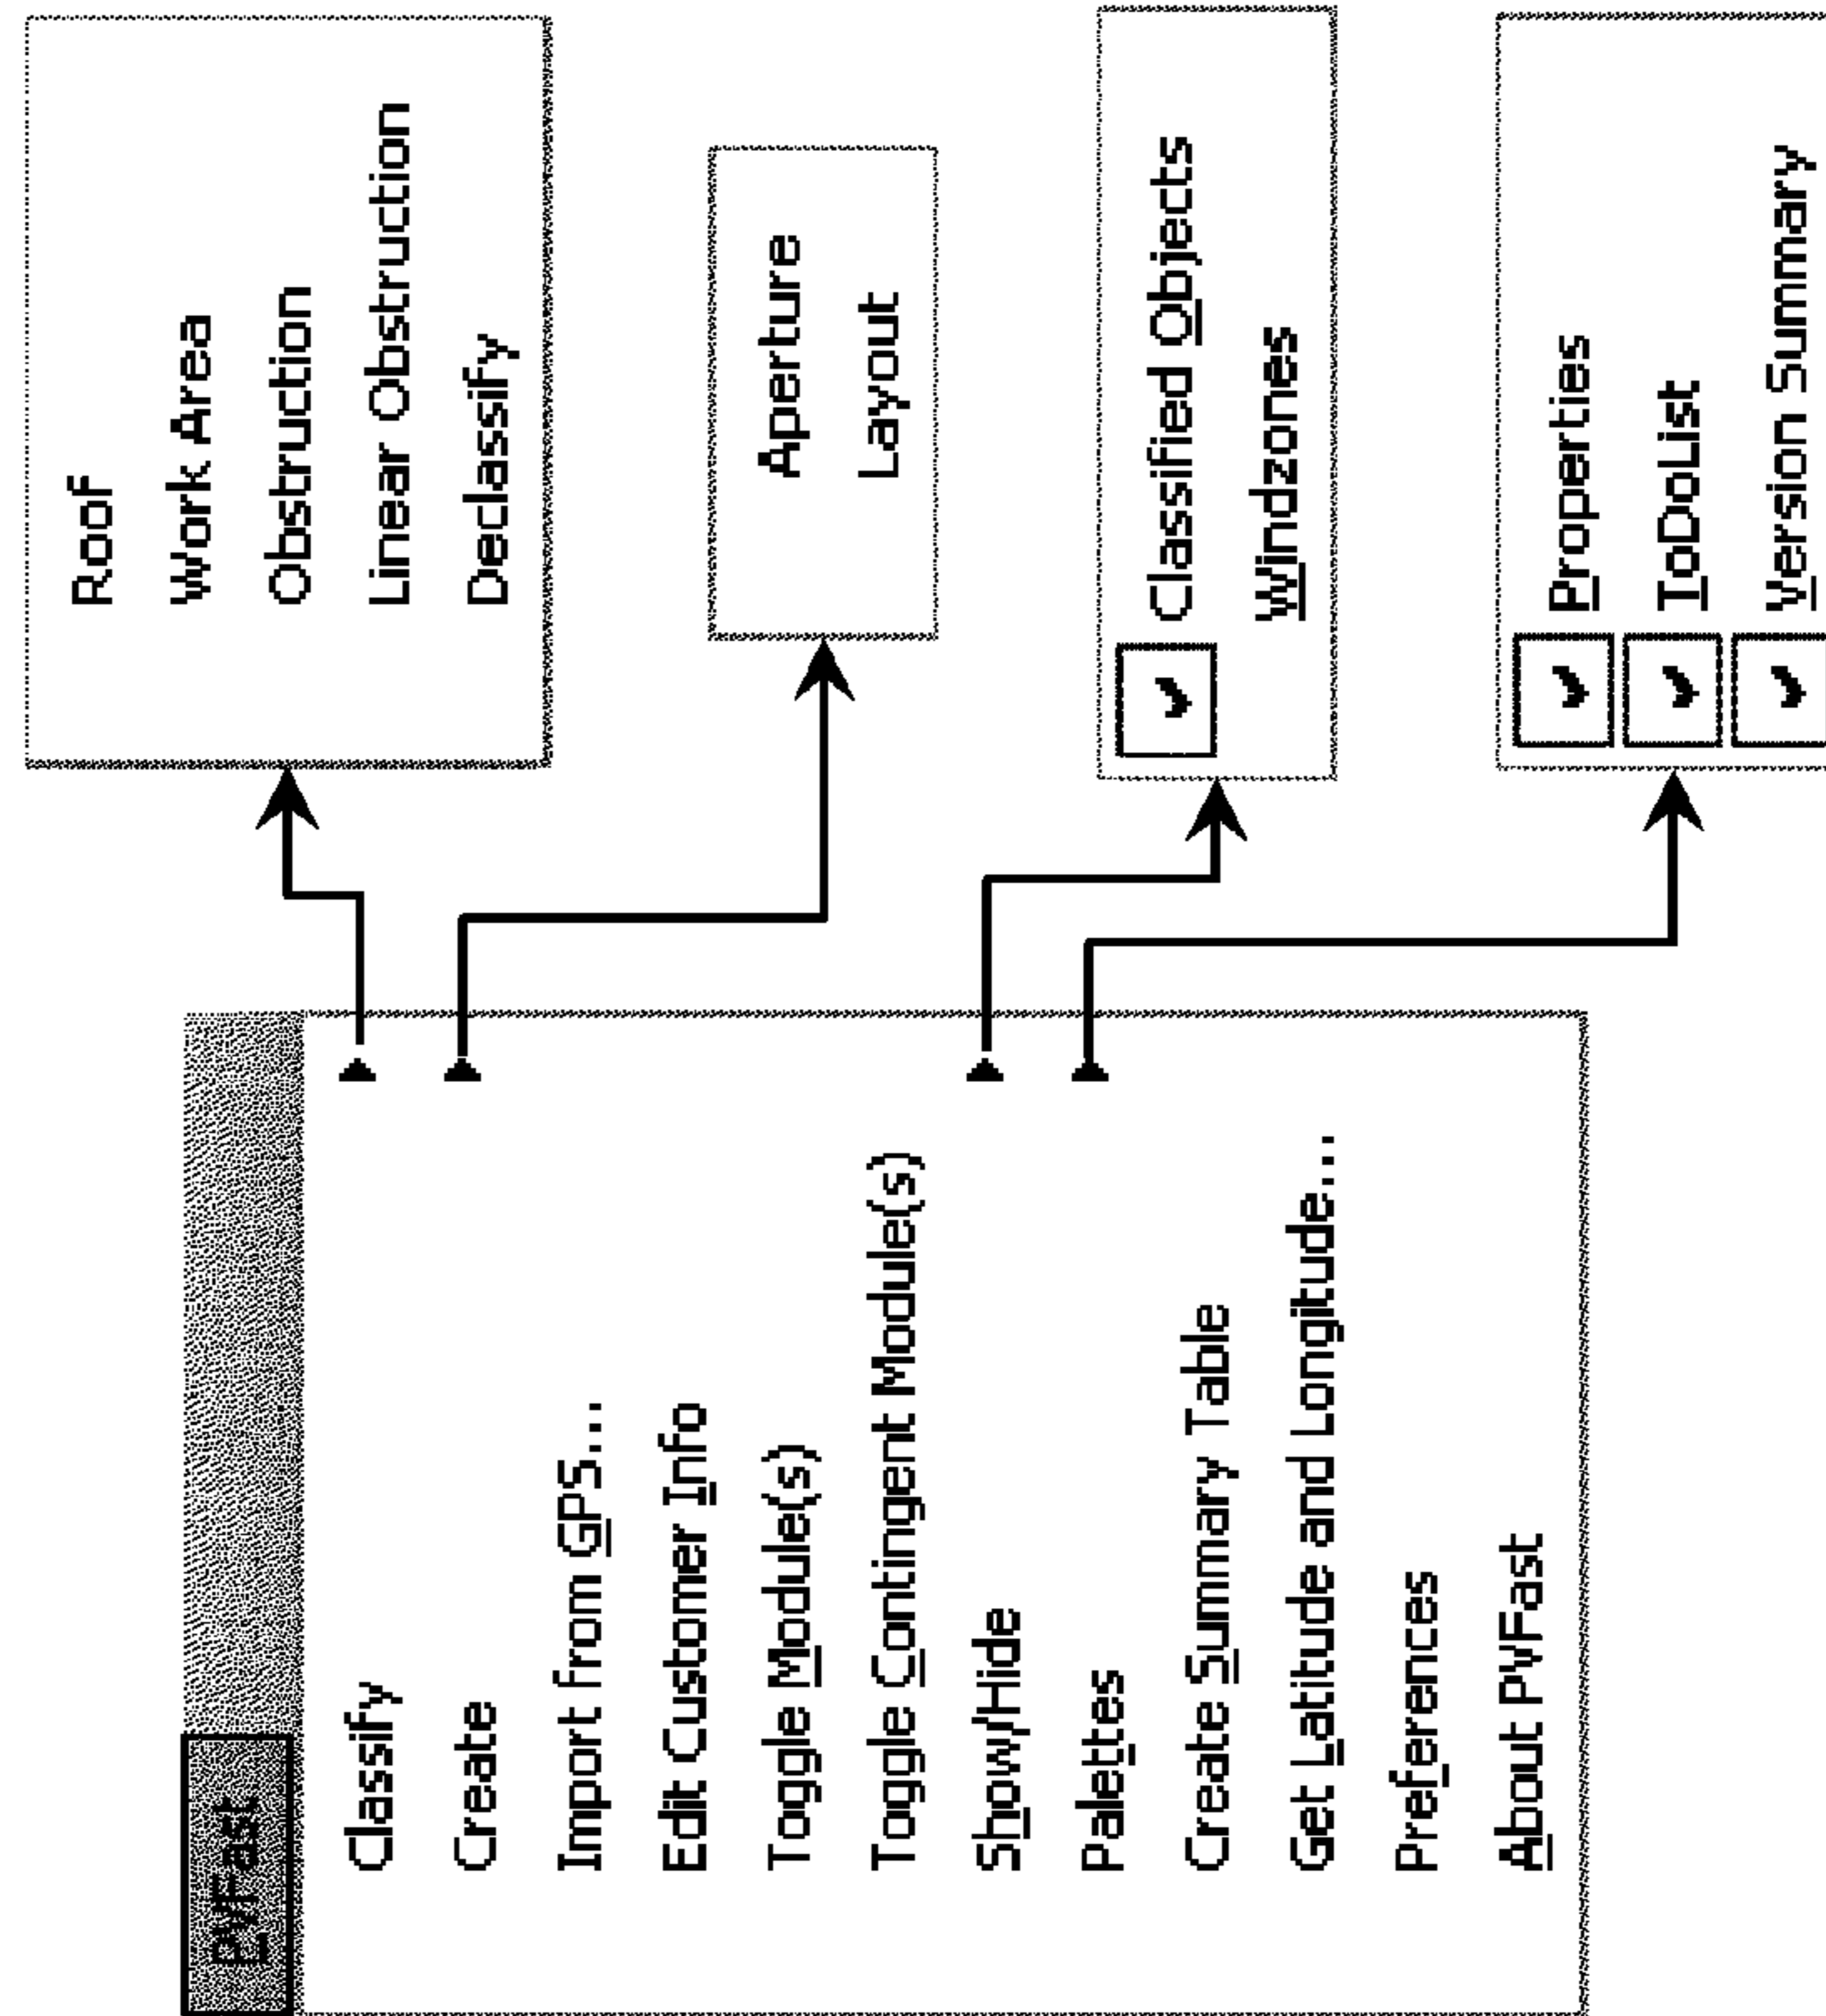 PVFast
Classify
Create
Import from GPS...
Edit Customer Info
Toggle Module(s)
Toggle Contingent Module(s)
Show/Hide
Palettes
Create Summary Table
Get Latitude and Longitude...
Preferences
About PVFast
Roof
Work Area
Obstruction
Linear Obstruction
Declassify
Aperture
Layout
Classified Objects
Windzones
Properties
ToDoList
Version Summary